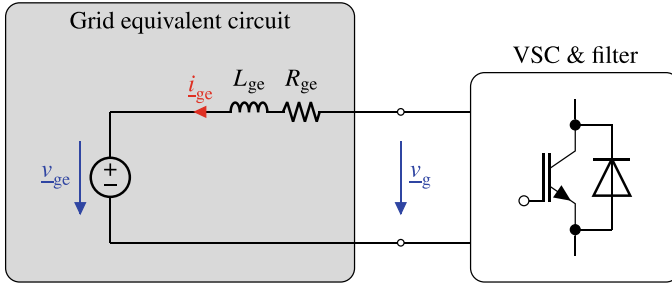 Grid equivalent circuit
VSC & filter
i_ge L_ge R_ge
v_ge + − v_g